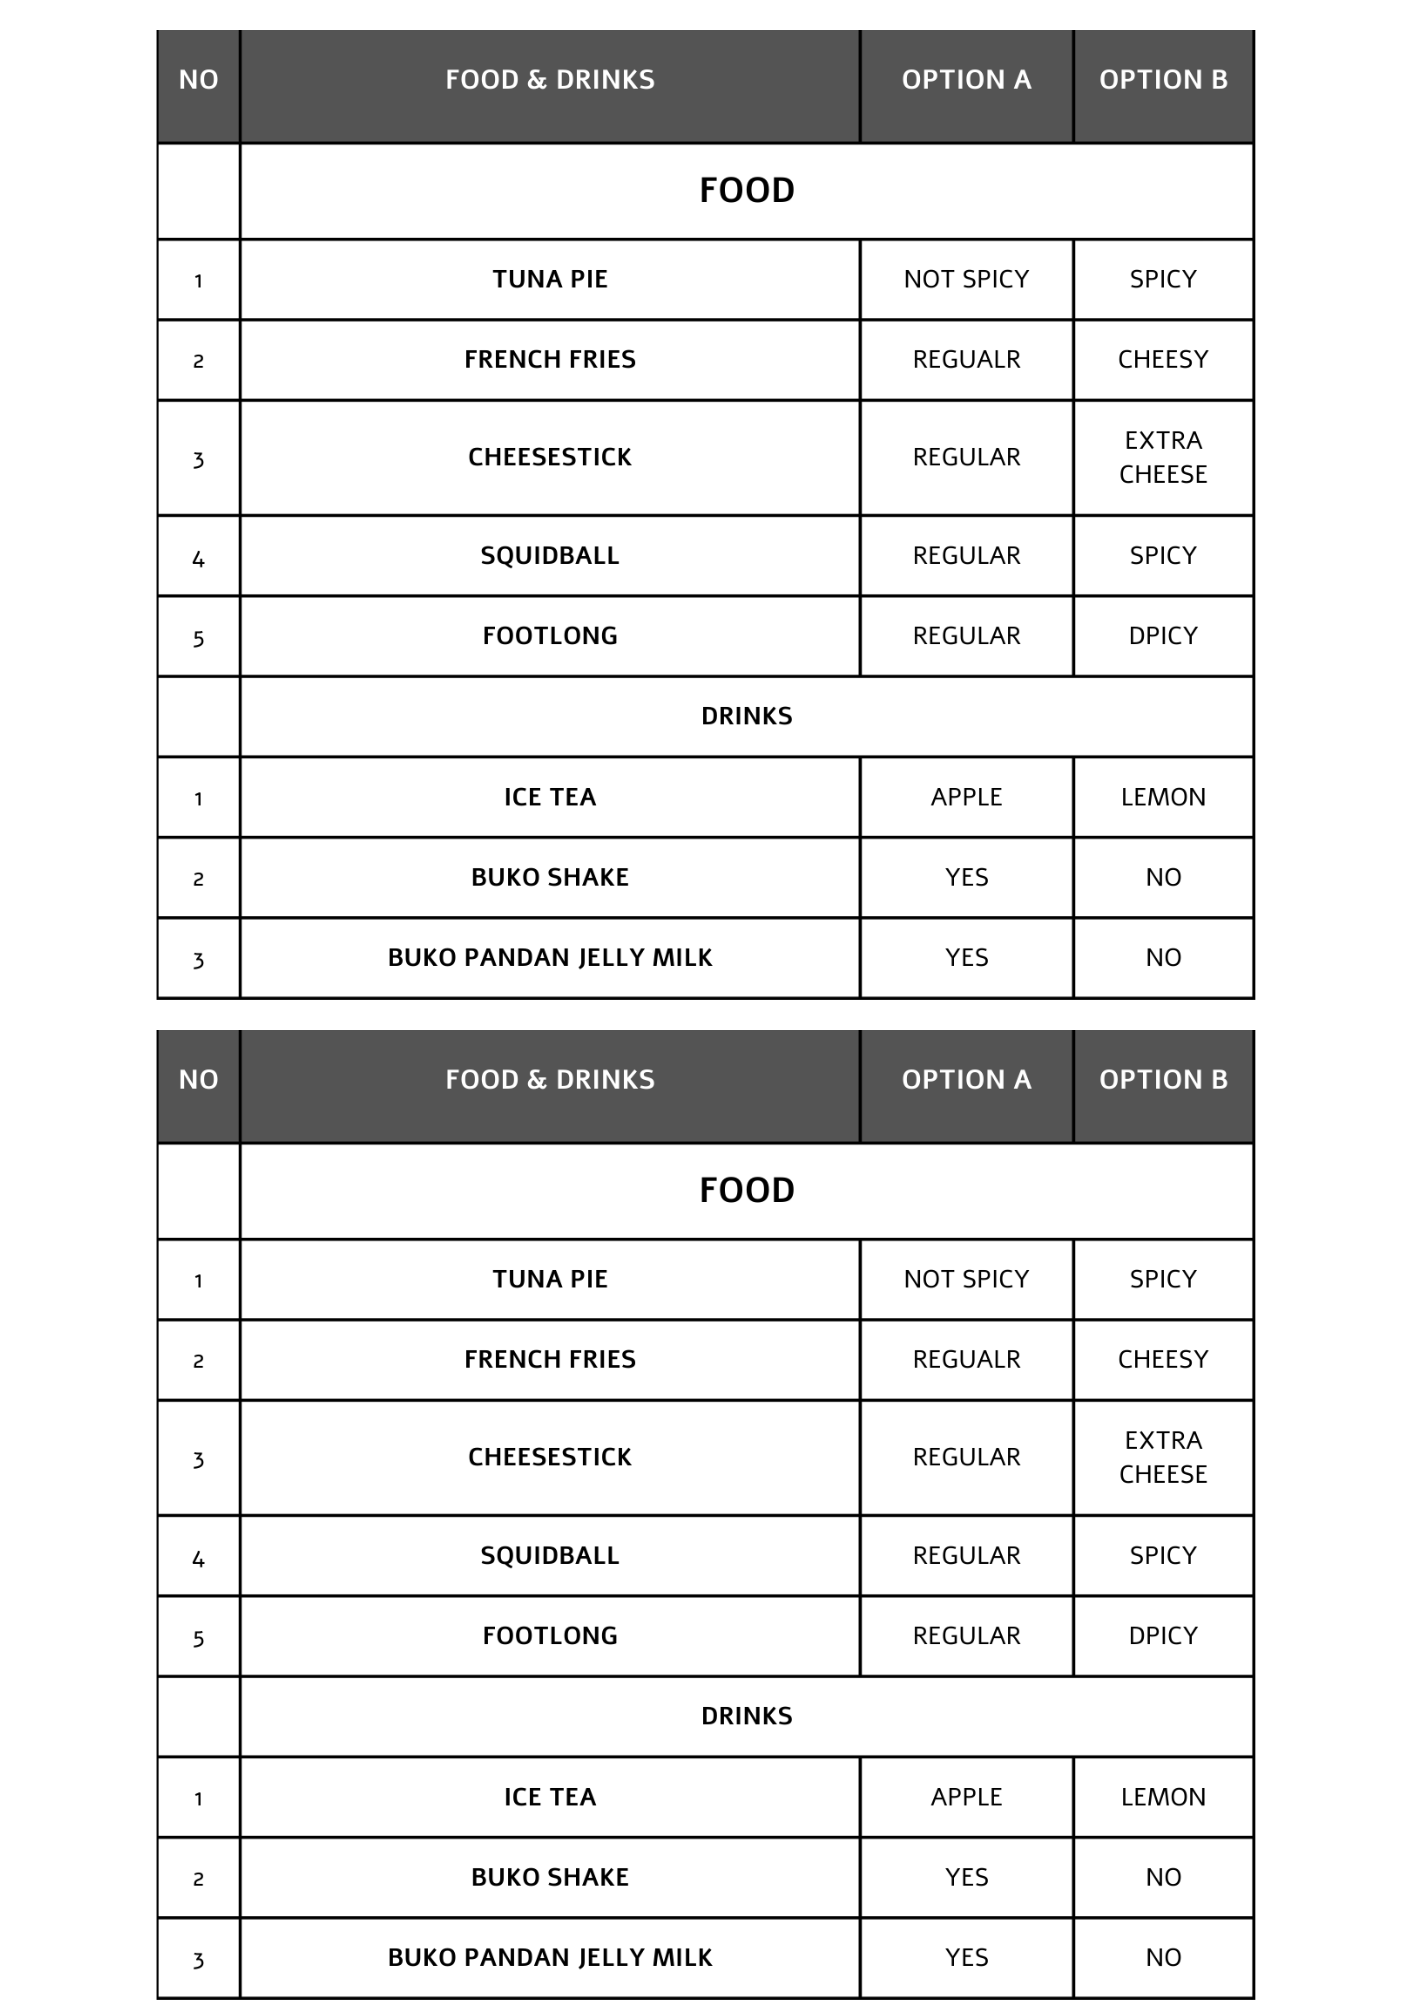 NO FOOD & DRINKS OPTION A OPTION B
FOOD
1 TUNA PIE NOT SPICY SPICY
2 FRENCH FRIES REGUALR CHEESY
3 CHEESESTICK REGULAR EXTRA
CHEESE
4 SQUIDBALL REGULAR SPICY
5 FOOTLONG REGULAR DPICY
DRINKS
1 ICE TEA APPLE LEMON
2 BUKO SHAKE YES NO
3 BUKO PANDAN JELLY MILK YES NO
NO FOOD & DRINKS OPTION A OPTION B
FOOD
1 TUNA PIE NOT SPICY SPICY
2 FRENCH FRIES REGUALR CHEESY
3 CHEESESTICK REGULAR EXTRA
CHEESE
4 SQUIDBALL REGULAR SPICY
5 FOOTLONG REGULAR DPICY
DRINKS
1 ICE TEA APPLE LEMON
2 BUKO SHAKE YES NO
3 BUKO PANDAN JELLY MILK YES NO